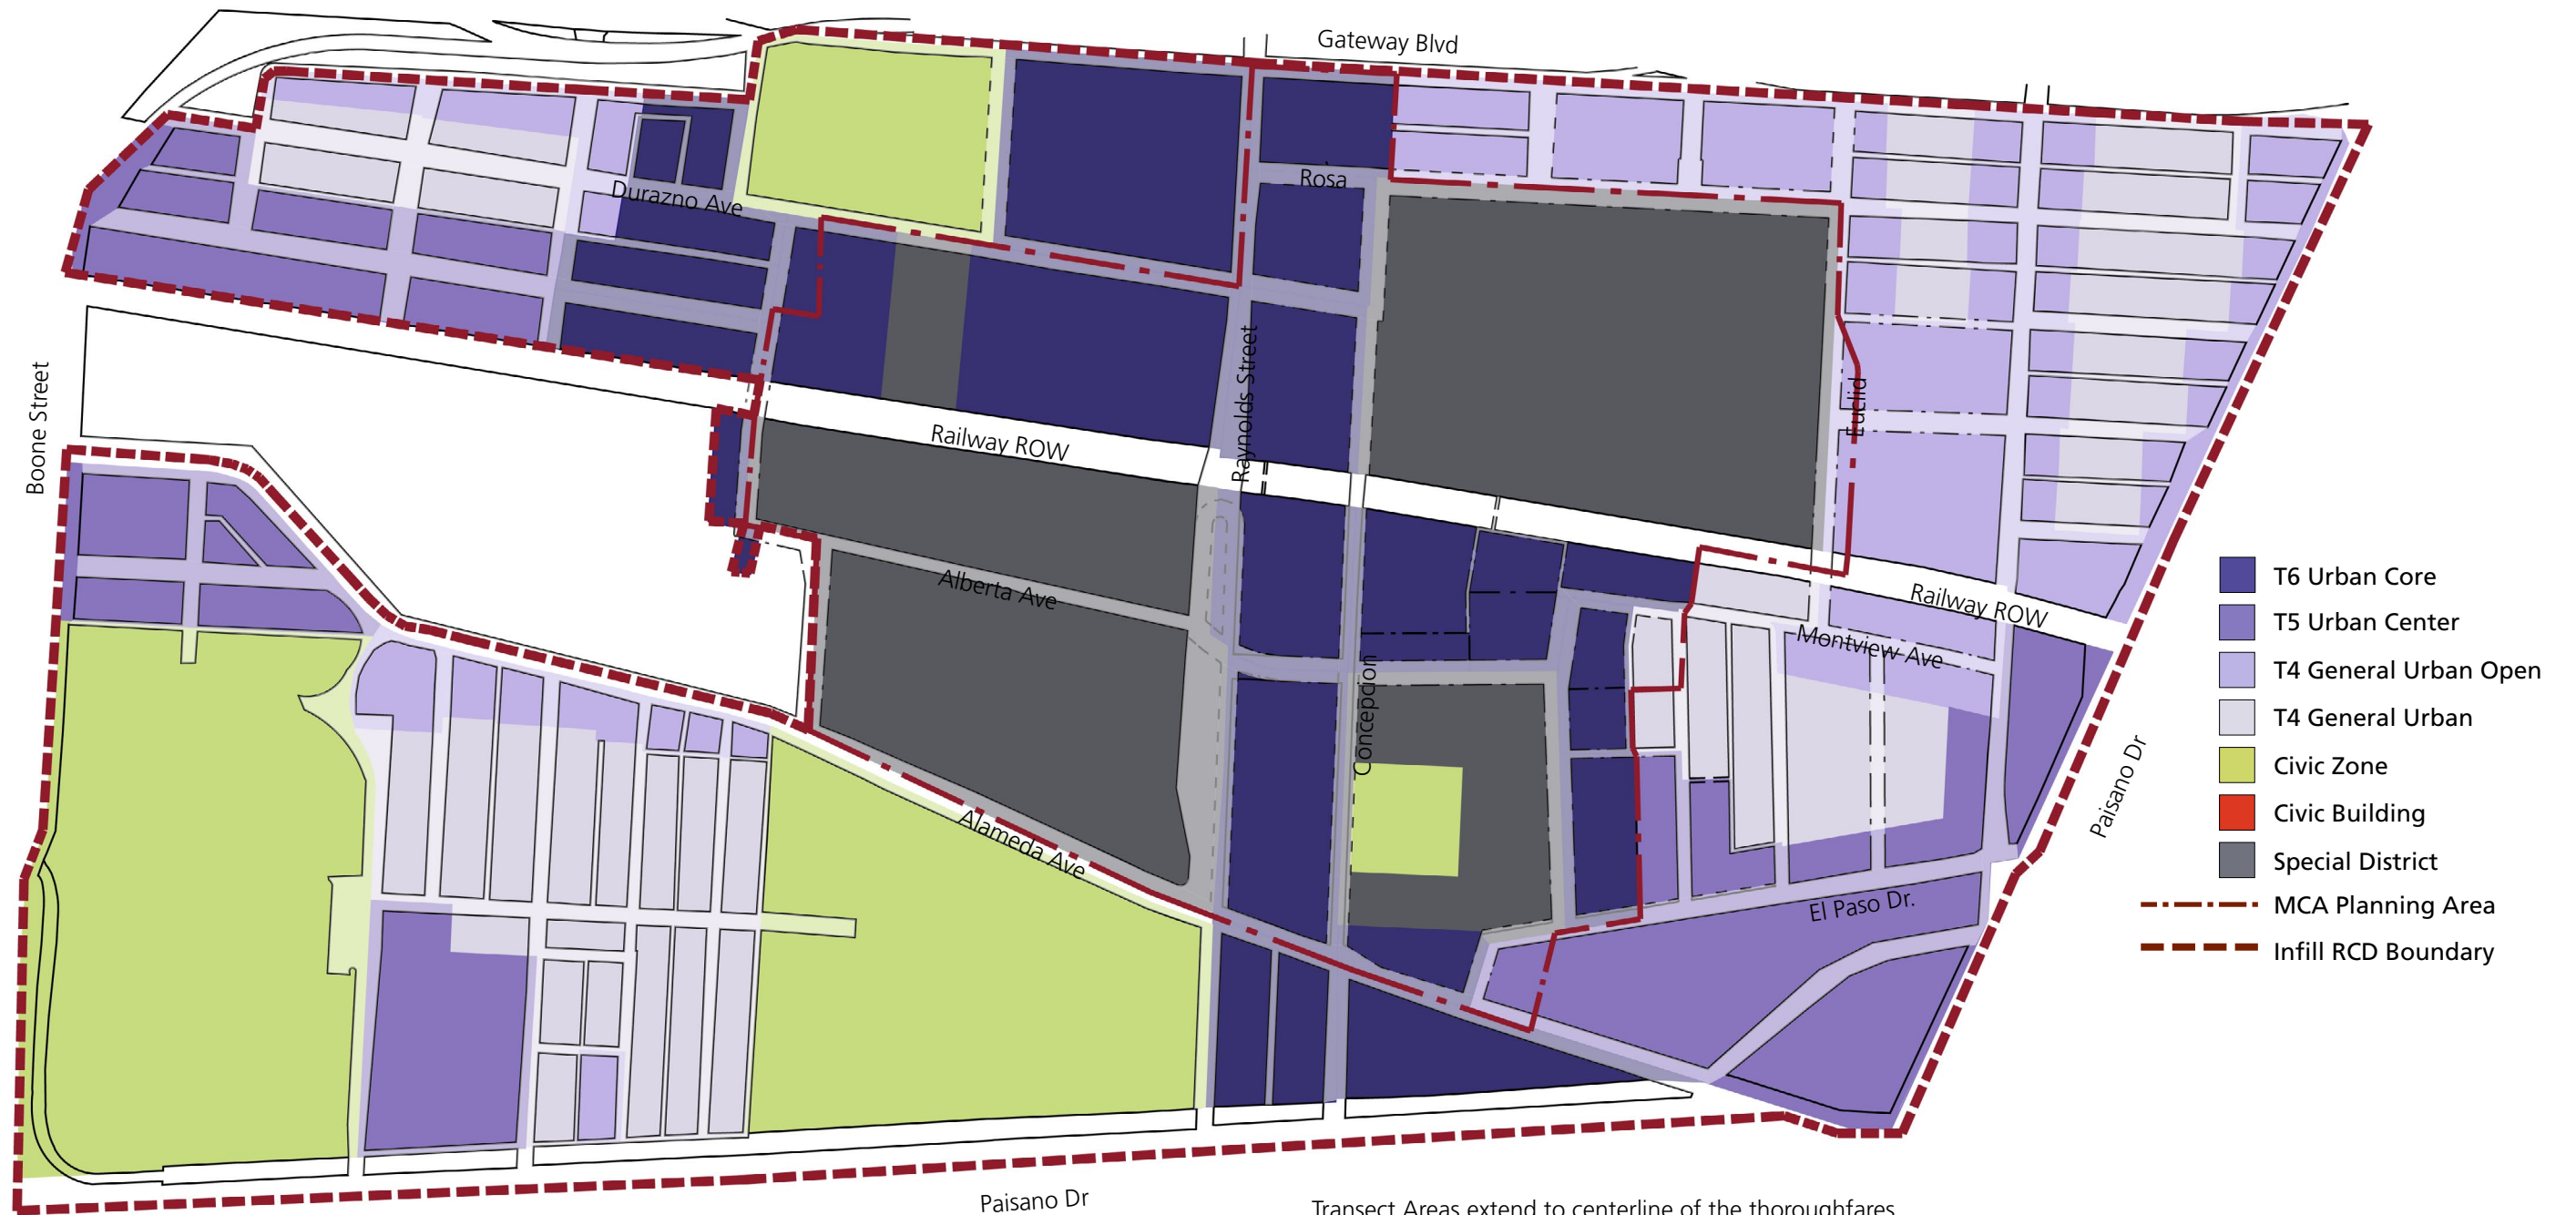 Gateway Blvd
Rosa
Durazno Ave
Raynolds Street
Boone Street
Euclid
Railway ROW
Alberta Ave
Railway ROW
Montview Ave
Concepcion
Paisano Dr
Alameda Ave
El Paso Dr.
Paisano Dr
T6 Urban Core
T5 Urban Center
T4 General Urban Open
T4 General Urban
Civic Zone
Civic Building
Special District
MCA Planning Area
Infill RCD Boundary
Transect Areas extend to centerline of the thoroughfares